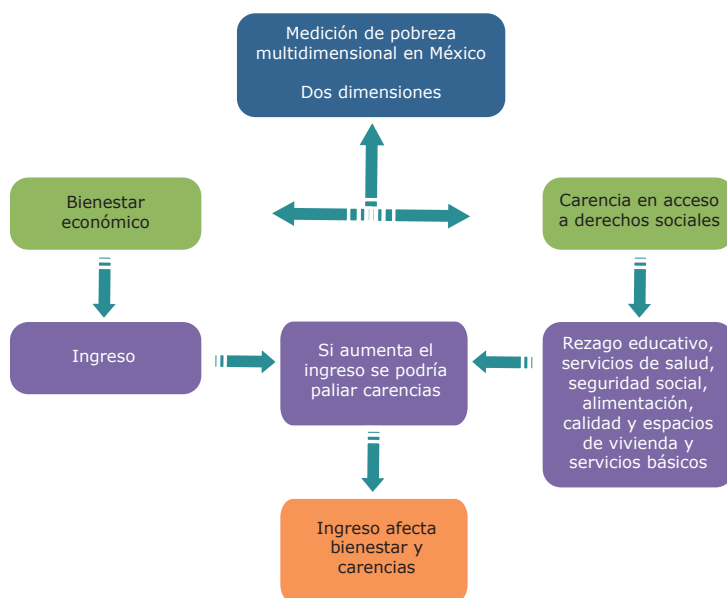 Medición de pobreza
multidimensional en México
Dos dimensiones
Bienestar
económico
Carencia en acceso
a derechos sociales
Ingreso
Si aumenta el
ingreso se podría
paliar carencias
Rezago educativo,
servicios de salud,
seguridad social,
alimentación,
calidad y espacios
de vivienda y
servicios básicos
Ingreso afecta
bienestar y
carencias